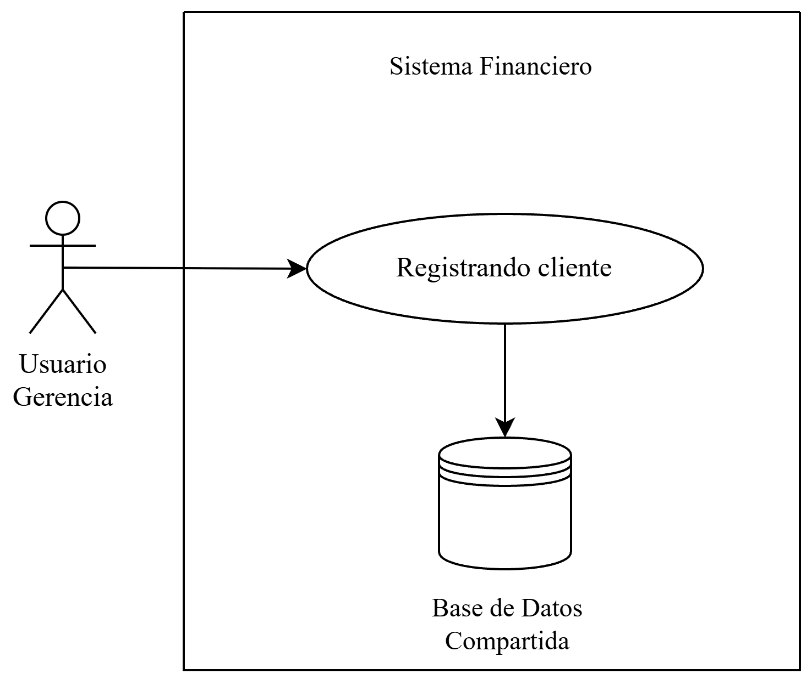 Sistema Financiero
Registrando cliente
Usuario
Gerencia
Base de Datos
Compartida